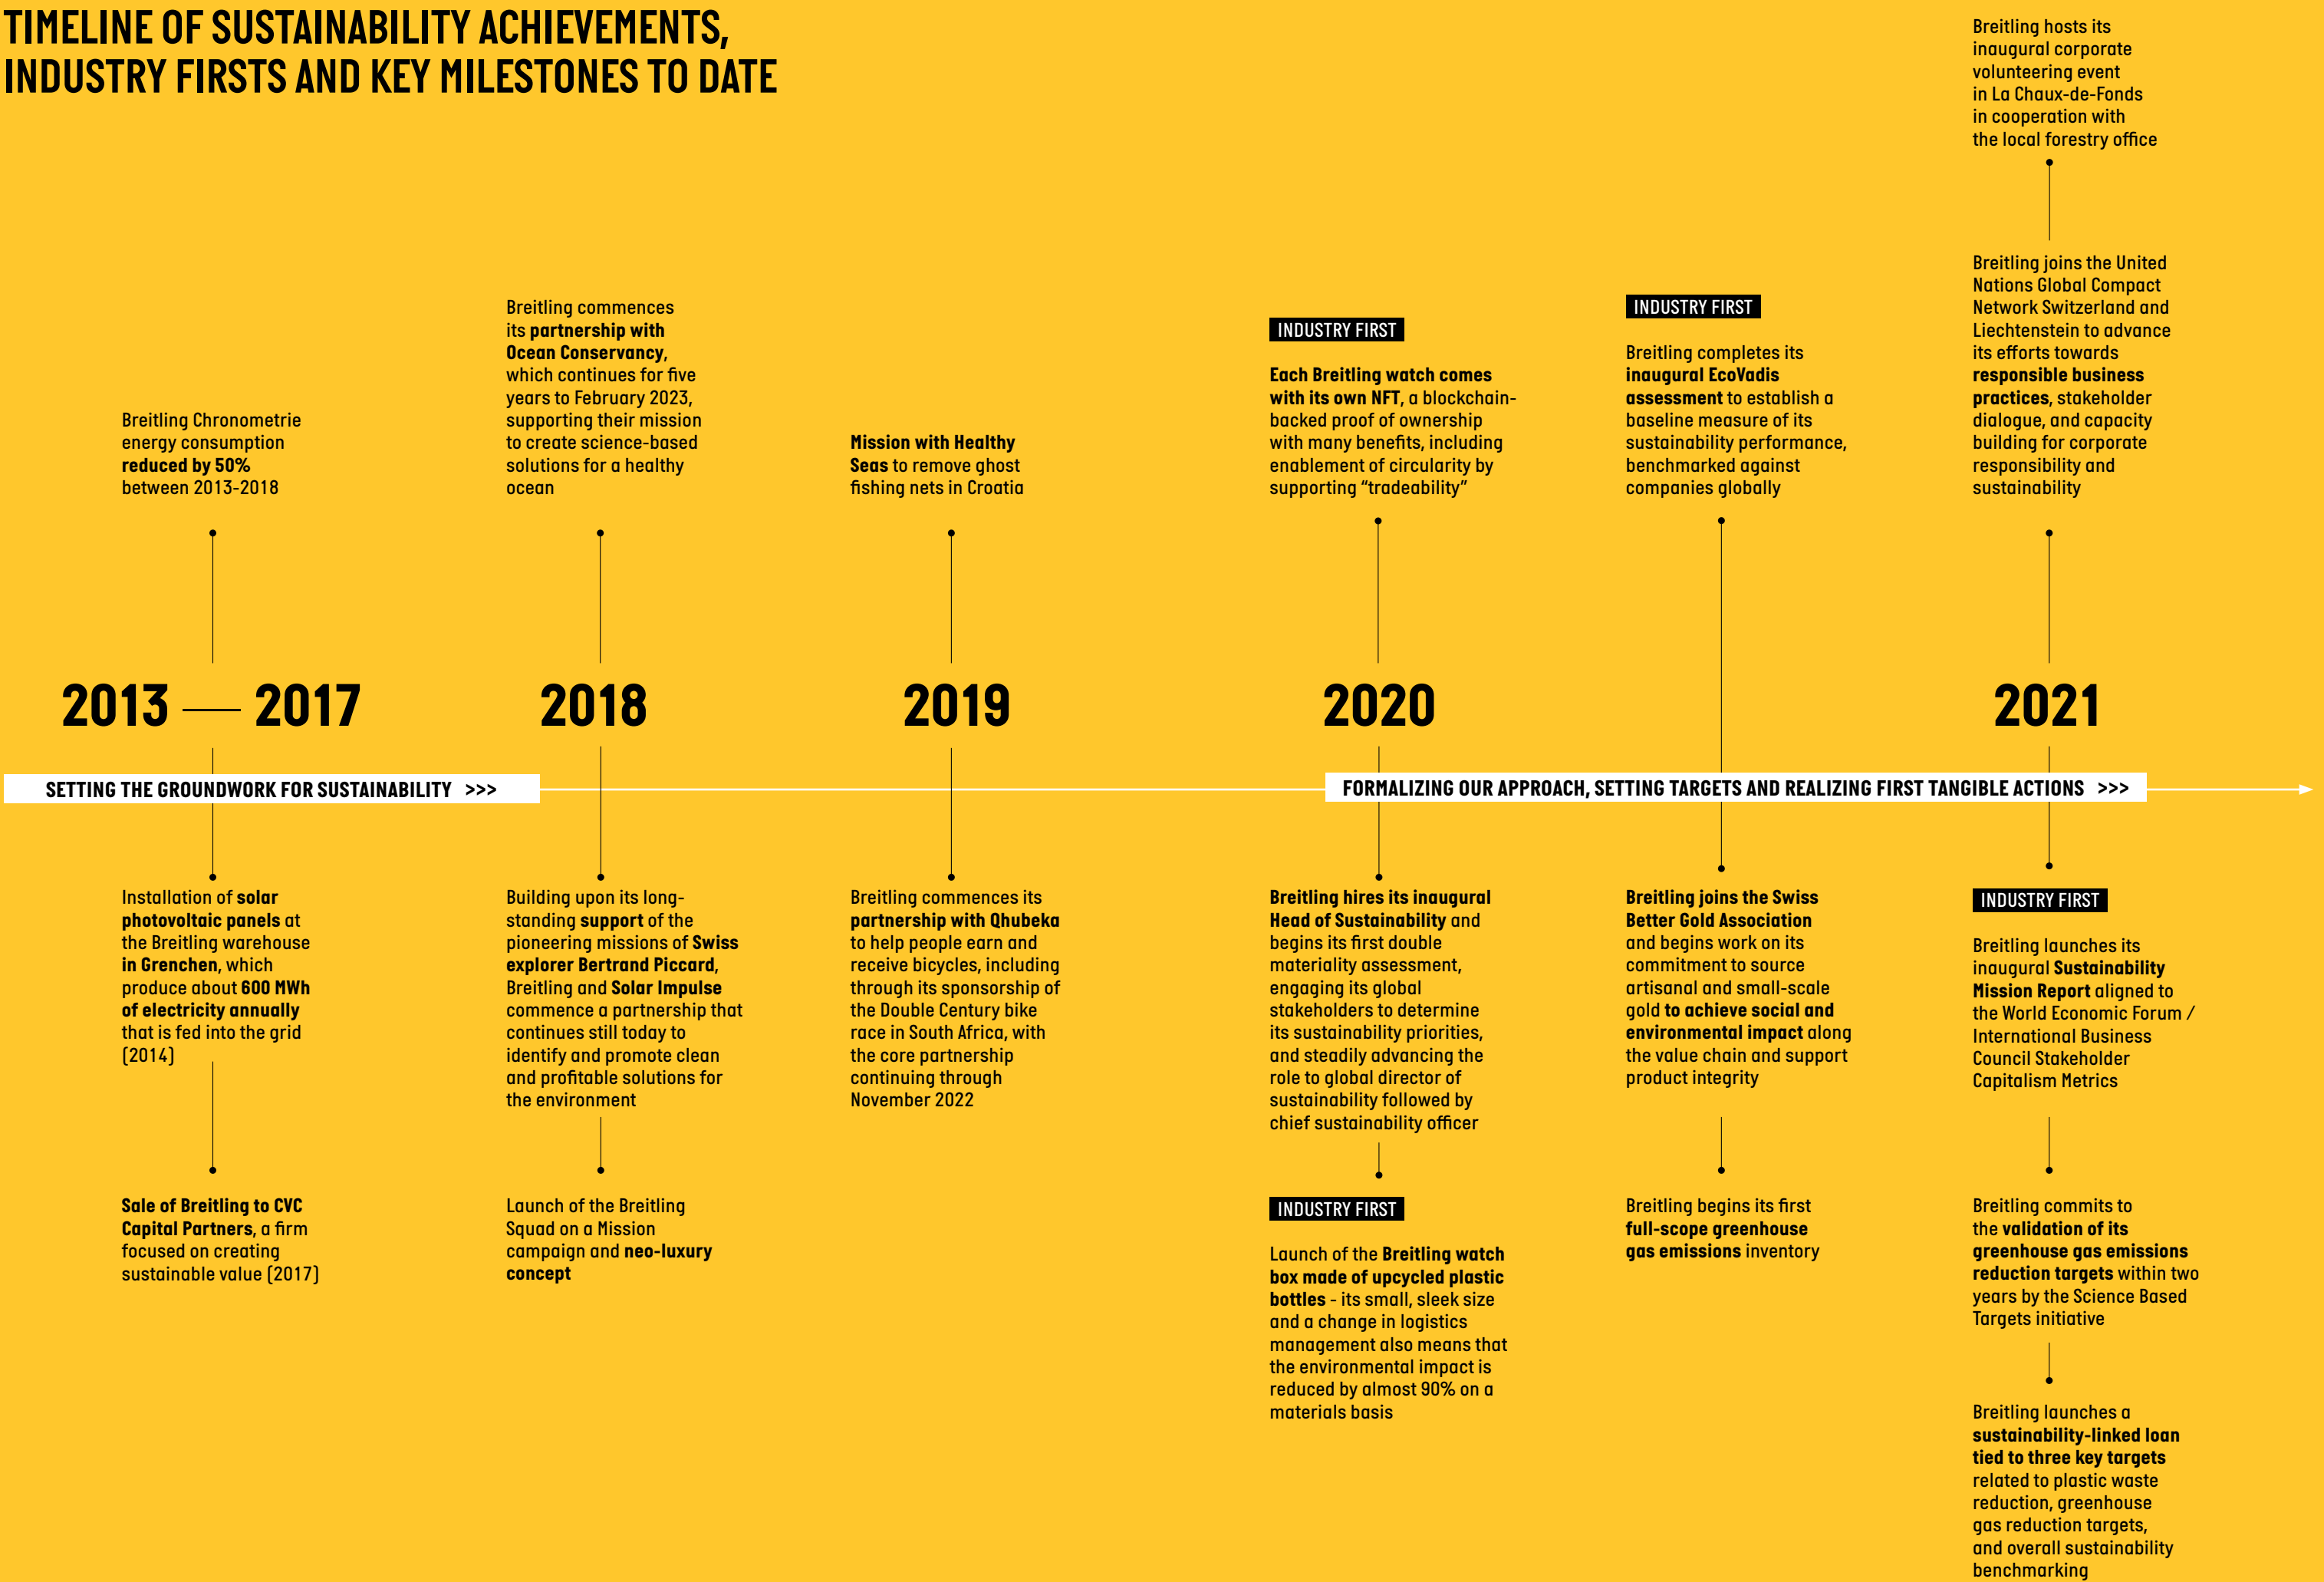 TIMELINE OF SUSTAINABILITY ACHIEVEMENTS,
INDUSTRY FIRSTS AND KEY MILESTONES TO DATE
Breitling Chronometrie
energy consumption
reduced by 50%
between 2013-2018
2013 — 2017
SETTING THE GROUNDWORK FOR SUSTAINABILITY >>>
Installation of solar
photovoltaic panels at
the Breitling warehouse
in Grenchen, which
produce about 600 MWh
of electricity annually
that is fed into the grid
(2014)
Sale of Breitling to CVC
Capital Partners, a firm
focused on creating
sustainable value (2017)
Breitling commences
its partnership with
Ocean Conservancy,
which continues for five
years to February 2023,
supporting their mission
to create science-based
solutions for a healthy
ocean
2018
Building upon its long-
standing support of the
pioneering missions of Swiss
explorer Bertrand Piccard,
Breitling and Solar Impulse
commence a partnership that
continues still today to
identify and promote clean
and profitable solutions for
the environment
Launch of the Breitling
Squad on a Mission
campaign and neo-luxury
concept
Mission with Healthy
Seas to remove ghost
fishing nets in Croatia
2019
Breitling commences its
partnership with Qhubeka
to help people earn and
receive bicycles, including
through its sponsorship of
the Double Century bike
race in South Africa, with
the core partnership
continuing through
November 2022
INDUSTRY FIRST
Each Breitling watch comes
with its own NFT, a blockchain-
backed proof of ownership
with many benefits, including
enablement of circularity by
supporting “tradeability”
2020
FORMALIZING OUR APPROACH, SETTING TARGETS AND REALIZING FIRST TANGIBLE ACTIONS >>>
Breitling hires its inaugural
Head of Sustainability and
begins its first double
materiality assessment,
engaging its global
stakeholders to determine
its sustainability priorities,
and steadily advancing the
role to global director of
sustainability followed by
chief sustainability officer
INDUSTRY FIRST
Launch of the Breitling watch
box made of upcycled plastic
bottles - its small, sleek size
and a change in logistics
management also means that
the environmental impact is
reduced by almost 90% on a
materials basis
INDUSTRY FIRST
Breitling completes its
inaugural EcoVadis
assessment to establish a
baseline measure of its
sustainability performance,
benchmarked against
companies globally
Breitling joins the Swiss
Better Gold Association
and begins work on its
commitment to source
artisanal and small-scale
gold to achieve social and
environmental impact along
the value chain and support
product integrity
Breitling begins its first
full-scope greenhouse
gas emissions inventory
Breitling hosts its
inaugural corporate
volunteering event
in La Chaux-de-Fonds
in cooperation with
the local forestry office
Breitling joins the United
Nations Global Compact
Network Switzerland and
Liechtenstein to advance
its efforts towards
responsible business
practices, stakeholder
dialogue, and capacity
building for corporate
responsibility and
sustainability
2021
INDUSTRY FIRST
Breitling launches its
inaugural Sustainability
Mission Report aligned to
the World Economic Forum /
International Business
Council Stakeholder
Capitalism Metrics
Breitling commits to
the validation of its
greenhouse gas emissions
reduction targets within two
years by the Science Based
Targets initiative
Breitling launches a
sustainability-linked loan
tied to three key targets
related to plastic waste
reduction, greenhouse
gas reduction targets,
and overall sustainability
benchmarking